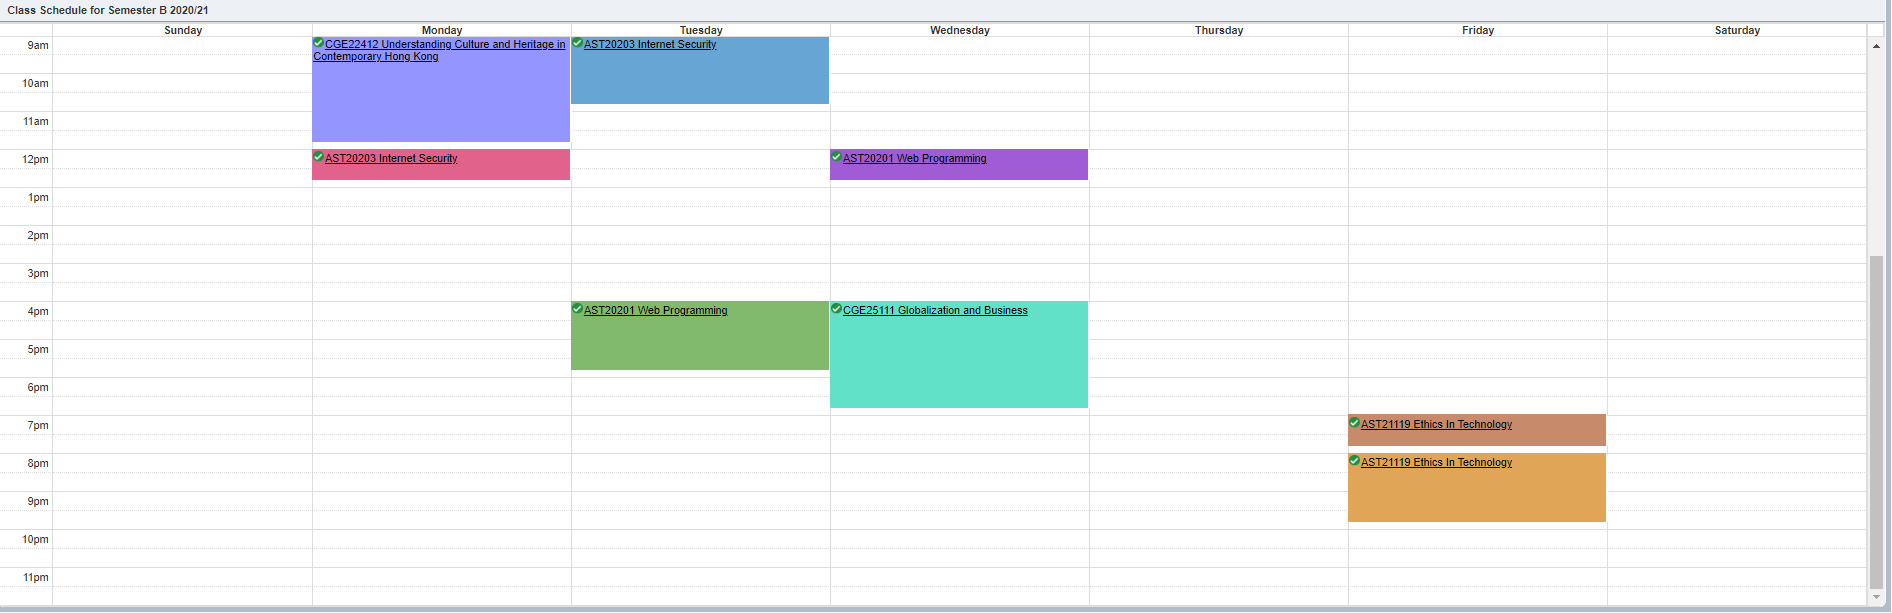 Class Schedule for Semester B 2020/21
Sunday Monday Tuesday Wednesday Thursday Friday Saturday
9am
CGE22412 Understanding Culture and Heritage in
Contemporary Hong Kong
AST20203 Internet Security
10am
11am
12pm
AST20203 Internet Security
AST20201 Web Programming
1pm
2pm
3pm
4pm
AST20201 Web Programming
CGE25111 Globalization and Business
5pm
6pm
7pm
AST21119 Ethics In Technology
8pm
AST21119 Ethics In Technology
9pm
10pm
11pm